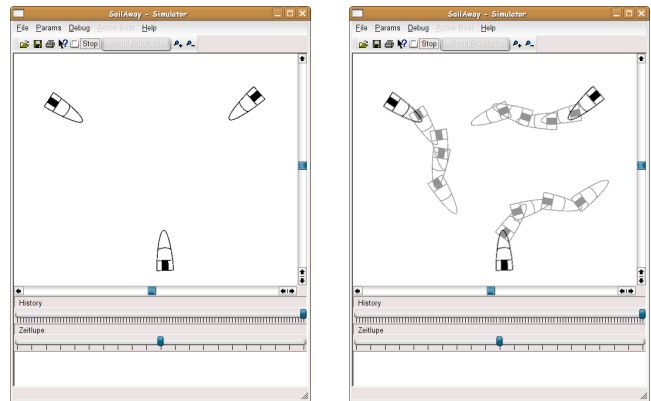 SailAway - Simulator
File Params Debug Active Boat Help
Stop
History
Zeitlupe
SailAway - Simulator
File Params Debug Active Boat Help
Stop
History
Zeitlupe